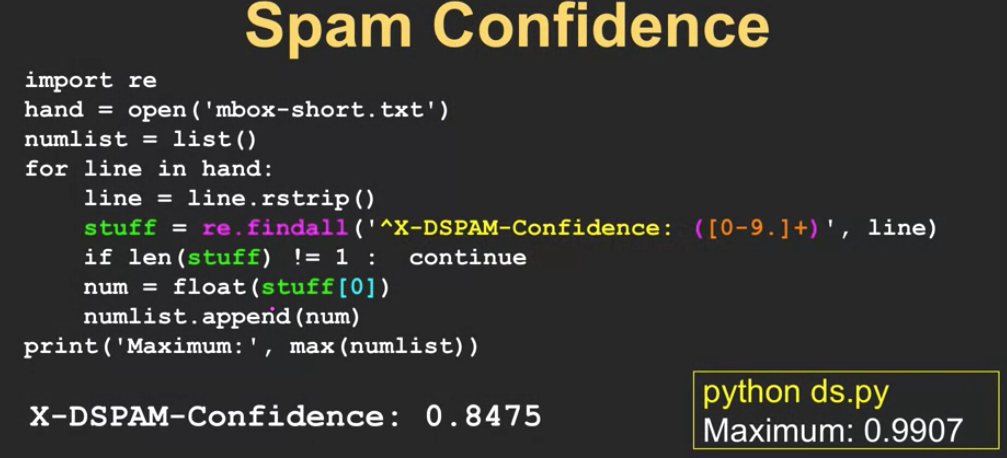 Spam Confidence
import re
hand = open('mbox-short.txt')
numlist = list()
for line in hand:
    line = line.rstrip()
    stuff = re.findall('^X-DSPAM-Confidence: ([0-9.]+)', line)
    if len(stuff) != 1 :  continue
    num = float(stuff[0])
    numlist.append(num)
print('Maximum:', max(numlist))
X-DSPAM-Confidence: 0.8475
python ds.py
Maximum: 0.9907